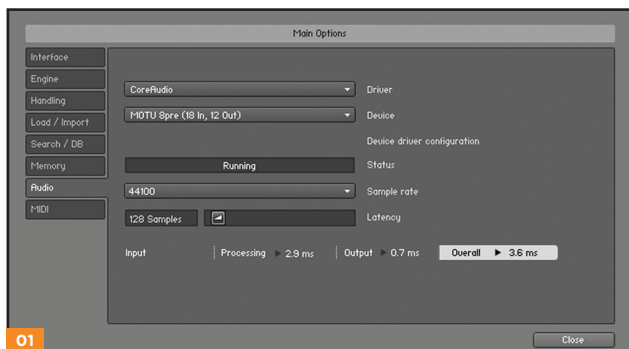 Main Options
Interface
Engine
Handling
Load / Import
Search / DB
Memory
Audio
MIDI
CoreAudio Driver
MOTU 8pre (18 In, 12 Out) Device
Device driver configuration
Running Status
44100 Sample rate
128 Samples Latency
Input Processing 2.9 ms Output 0.7 ms Overall 3.6 ms
01
Close